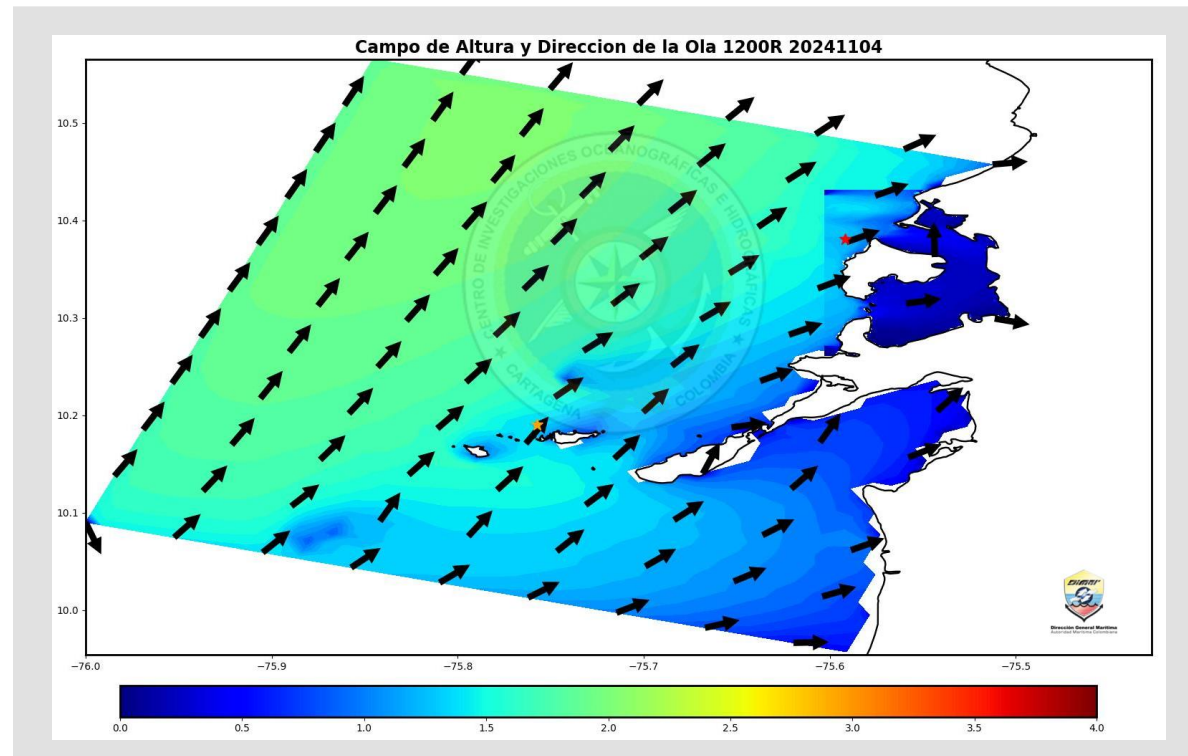 Campo de Altura y Direccion de la Ola 1200R 20241104
10.5
10.4
10.3
10.2
10.1
10.0
−76.0 −75.9 −75.8 −75.7 −75.6 −75.5
CENTRO DE INVESTIGACIONES OCEANOGRÁFICAS E HIDROGRÁFICAS
CARTAGENA COLOMBIA
Dirección General Marítima
Autoridad Marítima Colombiana
0.0 0.5 1.0 1.5 2.0 2.5 3.0 3.5 4.0